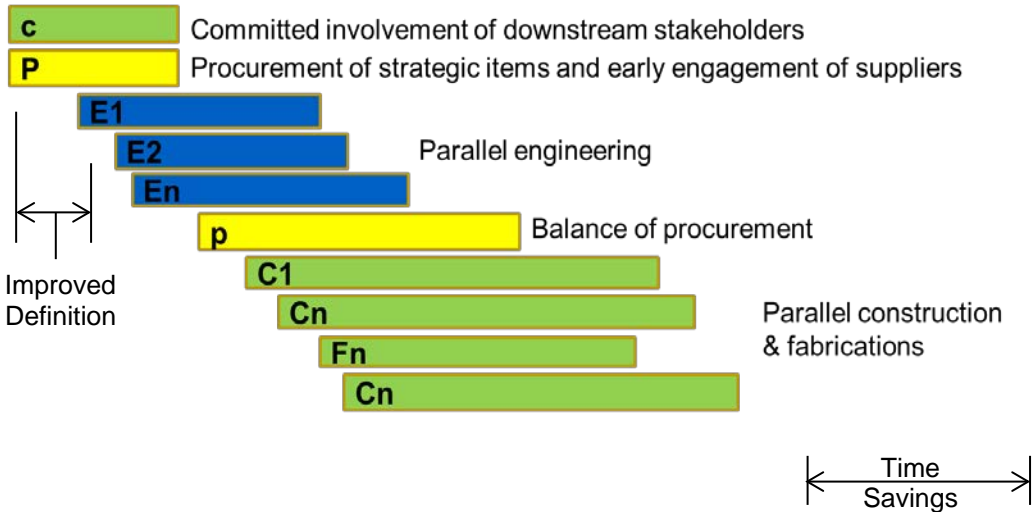 c Committed involvement of downstream stakeholders
P Procurement of strategic items and early engagement of suppliers
E1
E2 Parallel engineering
En
p Balance of procurement
C1
Improved
Definition
Cn Parallel construction
& fabrications
Fn
Cn
Time
Savings